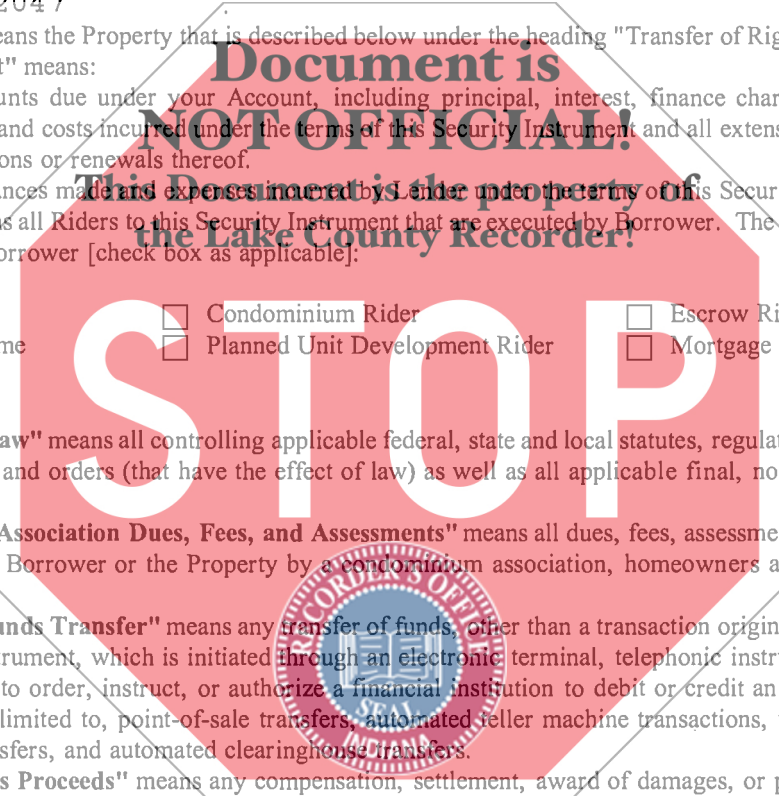 2047
eans the Property that is described below under the heading "Transfer of Rig
t" means:
Document is
unts due under your Account, including principal, interest, finance char
NOT OFFICIAL!
and costs incurred under the terms of this Security Instrument and all extens
ons or renewals thereof.
This Document is the property of
nces made and expenses incurred by Lender under the terms of this Secur
s all Riders to this Security Instrument that are executed by Borrower. The
the Lake County Recorder!
orrower [check box as applicable]:
Condominium Rider
Escrow Ri
me
Planned Unit Development Rider
Mortgage
STOP
aw" means all controlling applicable federal, state and local statutes, regulat
and orders (that have the effect of law) as well as all applicable final, no
Association Dues, Fees, and Assessments" means all dues, fees, assessme
Borrower or the Property by a condominium association, homeowners a
RECORDER'S OFFICE
unds Transfer" means any transfer of funds, other than a transaction origin
trument, which is initiated through an electronic terminal, telephonic instr
to order, instruct, or authorize a financial institution to debit or credit an
SEAL
limited to, point-of-sale transfers, automated teller machine transactions,
sfers, and automated clearinghouse transfers.
s Proceeds" means any compensation, settlement, award of damages, or p